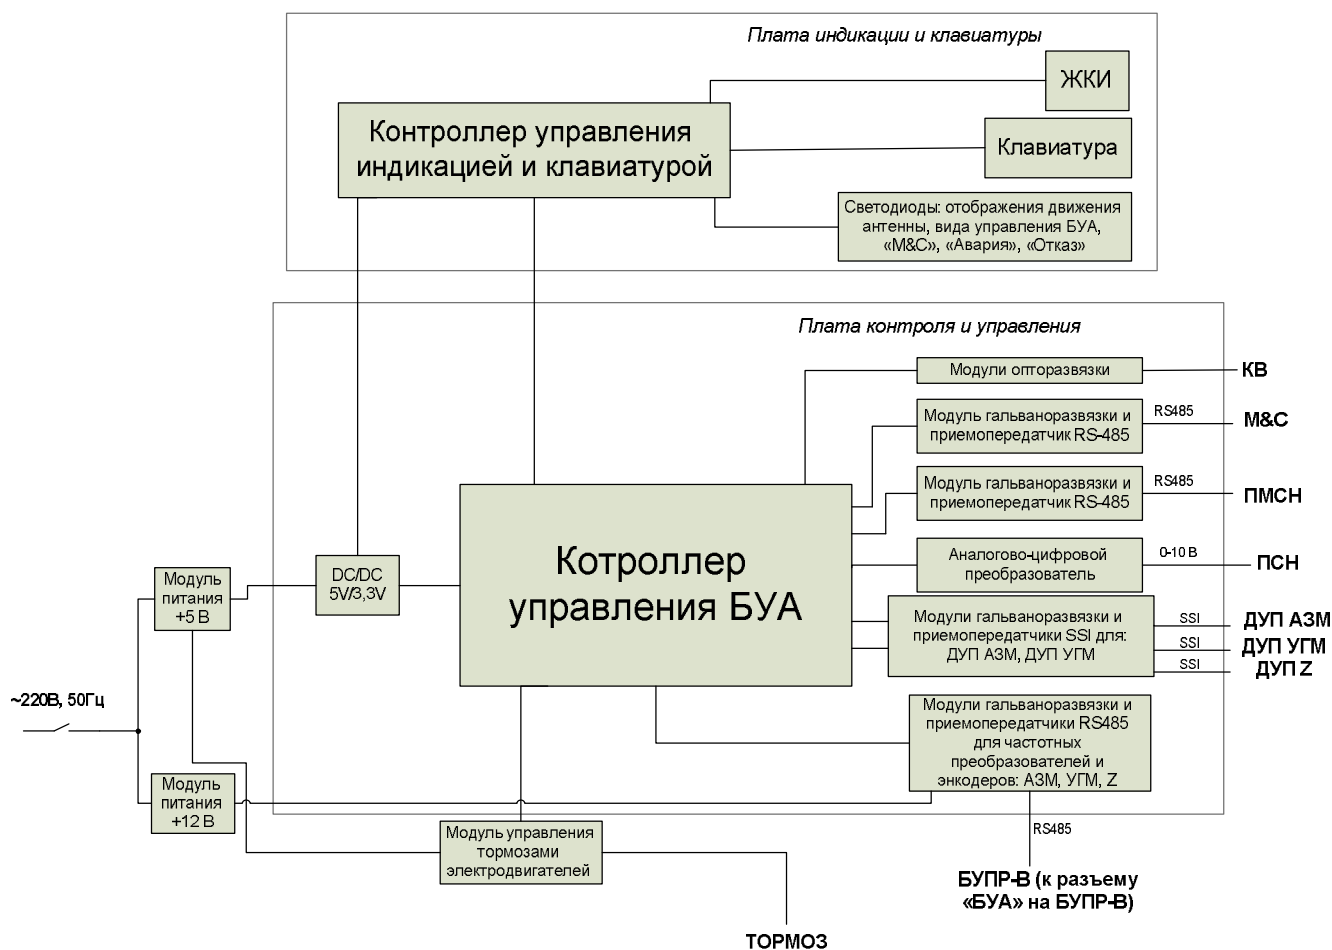 Плата индикации и клавиатуры
ЖКИ
Контроллер управления
индикацией и клавиатурой
Клавиатура
Светодиоды: отображения движения
антенны, вида управления БУА,
«M&C», «Авария», «Отказ»
Плата контроля и управления
Модули опторазвязки
КВ
Модуль гальваноразвязки и
приемопередатчик RS-485
RS485
M&C
Модуль гальваноразвязки и
приемопередатчик RS-485
RS485
ПМСН
Котроллер
управления БУА
Аналогово-цифровой
преобразователь
0-10 В
ПСН
Модуль
питания
+5 В
DC/DC
5V/3,3V
Модули гальваноразвязки и
приемопередатчики SSI для:
ДУП АЗМ, ДУП УГМ
SSI
ДУП АЗМ
SSI
ДУП УГМ
SSI
ДУП Z
~220В, 50Гц
Модули гальваноразвязки и
приемопередатчики RS485
для частотных
преобразователей и
энкодеров: АЗМ, УГМ, Z
Модуль
питания
+12 В
Модуль управления
тормозами
электродвигателей
RS485
БУПР-В (к разъему
«БУА» на БУПР-В)
ТОРМОЗ